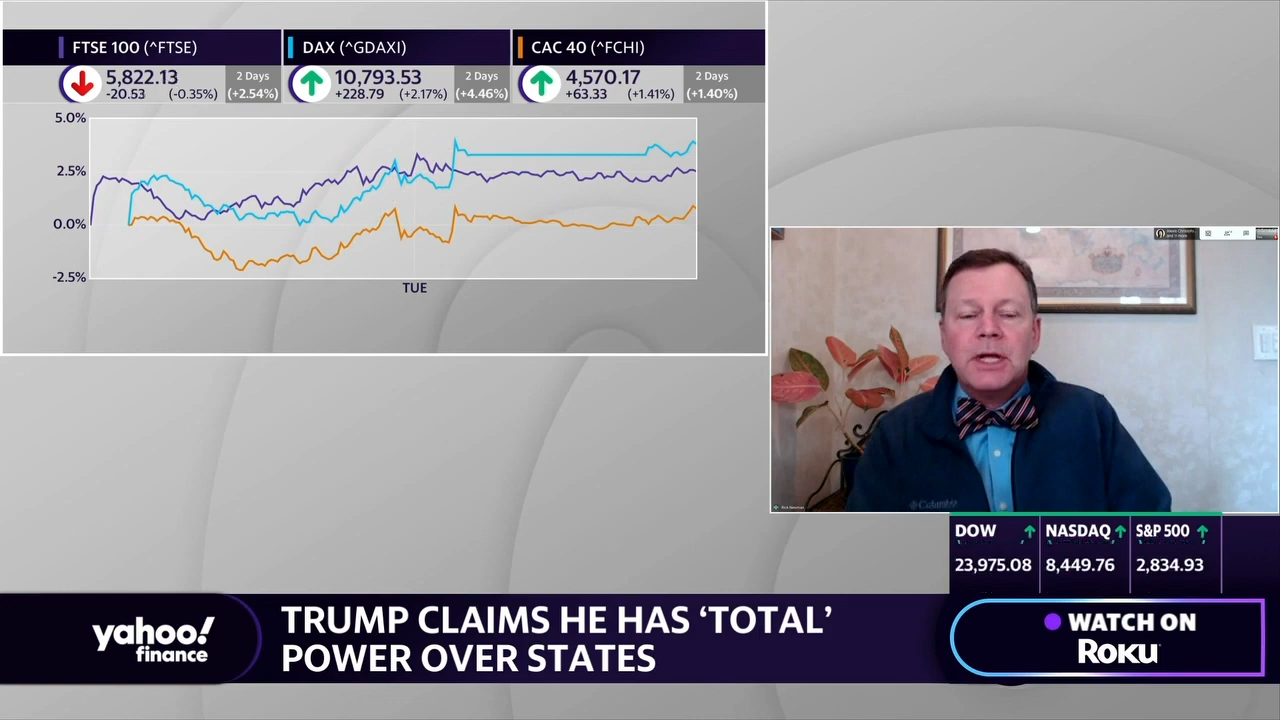 FTSE 100 (^FTSE)
5,822.13
-20.53 (-0.35%)
2 Days
(+2.54%)
DAX (^GDAXI)
10,793.53
+228.79 (+2.17%)
2 Days
(+4.46%)
CAC 40 (^FCHI)
4,570.17
+63.33 (+1.41%)
2 Days
(+1.40%)
5.0%
2.5%
0.0%
-2.5%
TUE
Columbia
DOW
23,975.08
NASDAQ
8,449.76
S&P 500
2,834.93
yahoo!
finance
TRUMP CLAIMS HE HAS ‘TOTAL’
POWER OVER STATES
WATCH ON
Roku